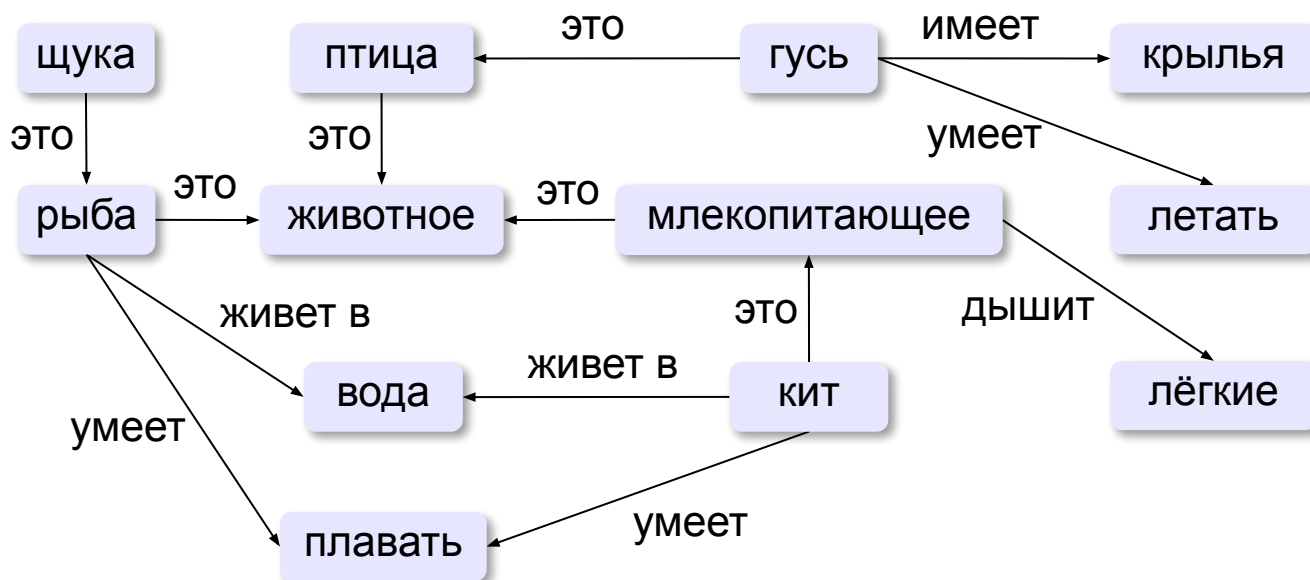 щука
птица
это
гусь
имеет
крылья
это
это
умеет
рыба
это
животное
это
млекопитающее
летать
живет в
это
дышит
вода
живет в
кит
лёгкие
умеет
умеет
плавать